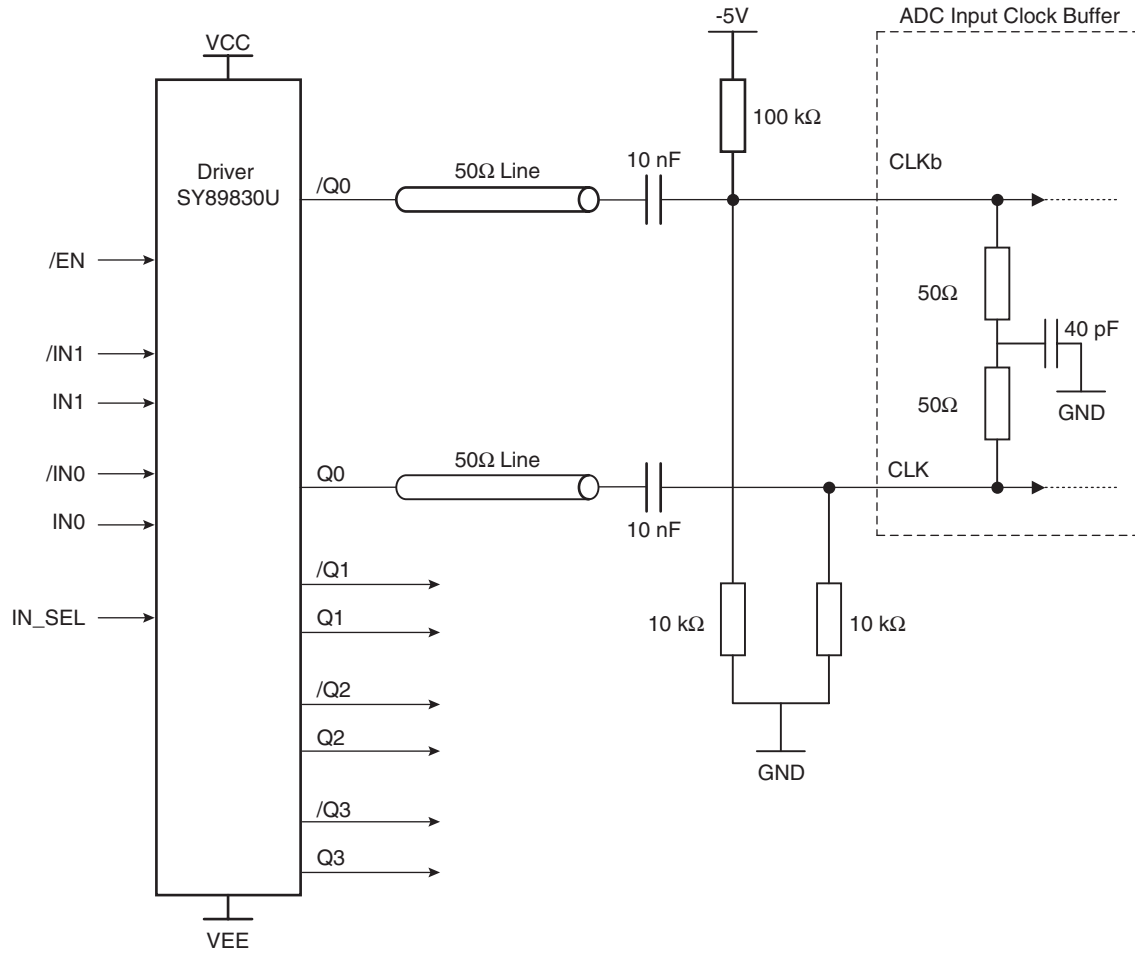 -5V
ADC Input Clock Buffer
VCC
100 kΩ
Driver
SY89830U
/Q0
50Ω Line
10 nF
CLKb
/EN
50Ω
40 pF
/IN1
IN1
50Ω
GND
/IN0
Q0
50Ω Line
CLK
IN0
10 nF
/Q1
IN_SEL
Q1
10 kΩ
10 kΩ
/Q2
Q2
GND
/Q3
Q3
VEE